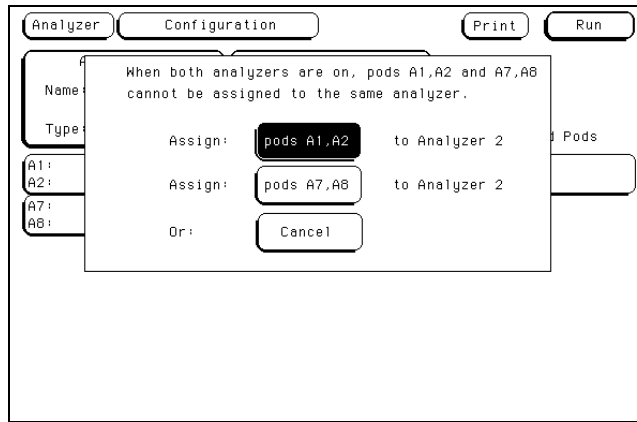 Analyzer Configuration Print Run
When both analyzers are on, pods A1,A2 and A7,A8
cannot be assigned to the same analyzer.
Name:
Type:
Assign: pods A1,A2 to Analyzer 2
Pods
Assign: pods A7,A8 to Analyzer 2
A1:
A2:
A7:
A8:
Or: Cancel